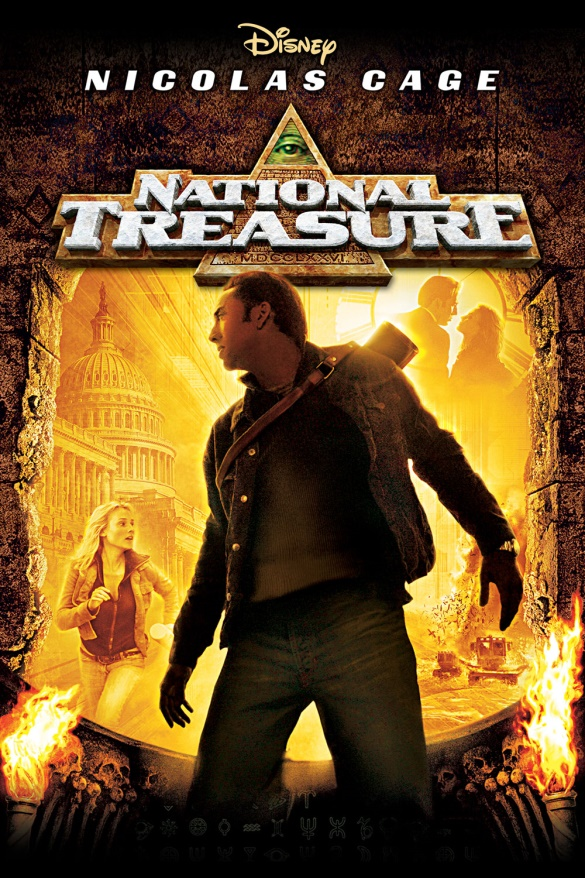 Disney
NICOLAS CAGE
NATIONAL
TREASURE
MDCCLXXVI